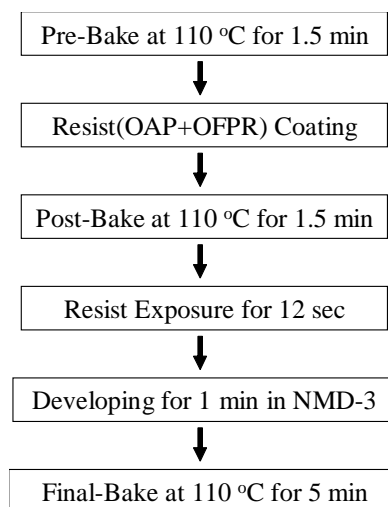 Pre-Bake at 110 °C for 1.5 min
Resist(OAP+OFPR) Coating
Post-Bake at 110 °C for 1.5 min
Resist Exposure for 12 sec
Developing for 1 min in NMD-3
Final-Bake at 110 °C for 5 min